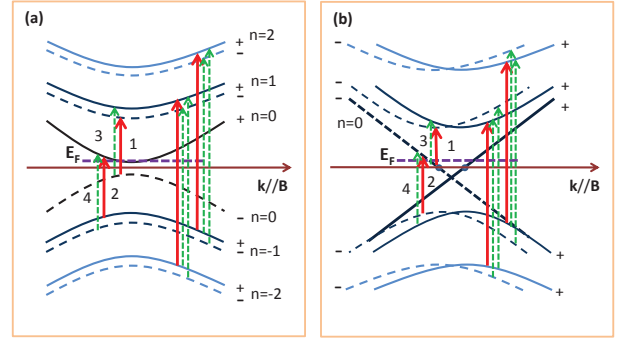 (a)
+ n=2
−
+ n=1
−
+ n=0
3
1
E_F
k//B
4
2
− n=0
+
− n=-1
+
− n=-2
(b)
−
+
−
+
−
+
n=0
3
1
E_F
k//B
4
2
−
+
−
+